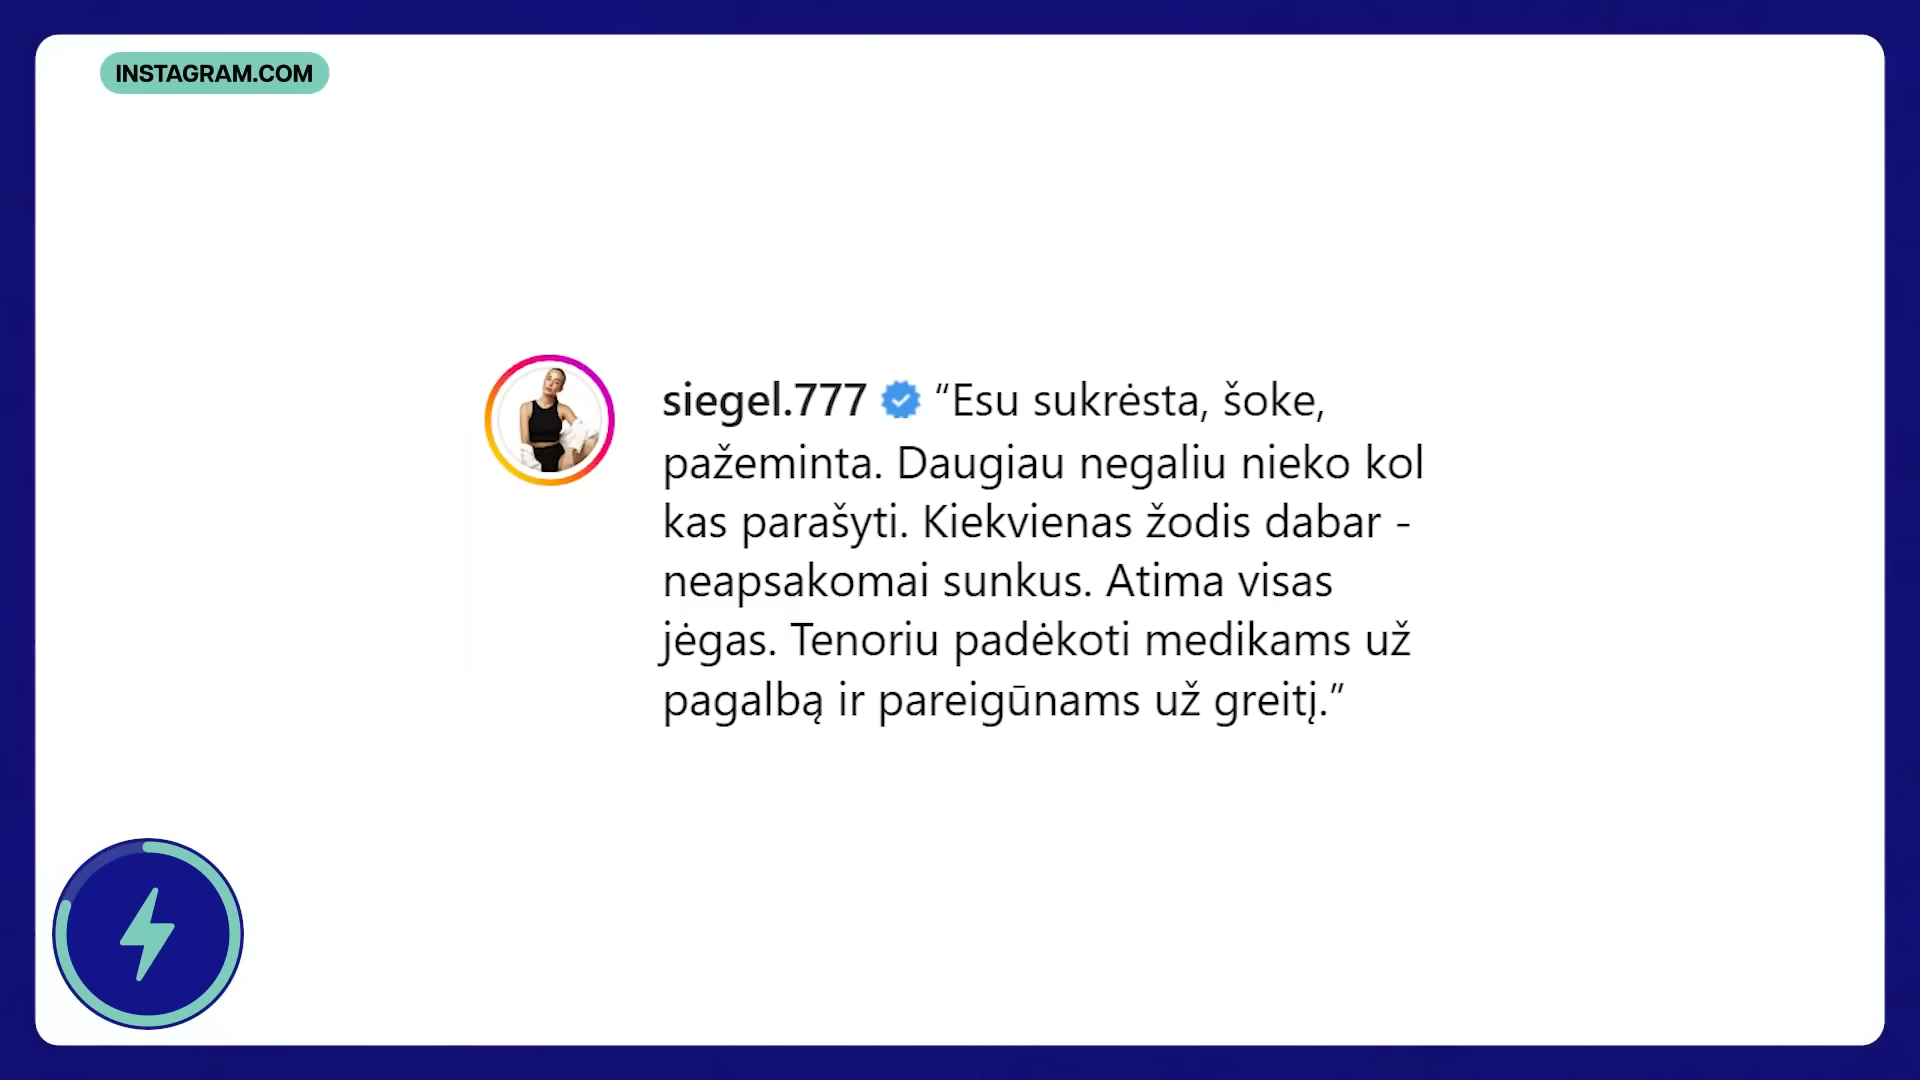 INSTAGRAM.COM
siegel.777 “Esu sukrėsta, šoke,
pažeminta. Daugiau negaliu nieko kol
kas parašyti. Kiekvienas žodis dabar -
neapsakomai sunkus. Atima visas
jėgas. Tenoriu padėkoti medikams už
pagalbą ir pareigūnams už greitį.”